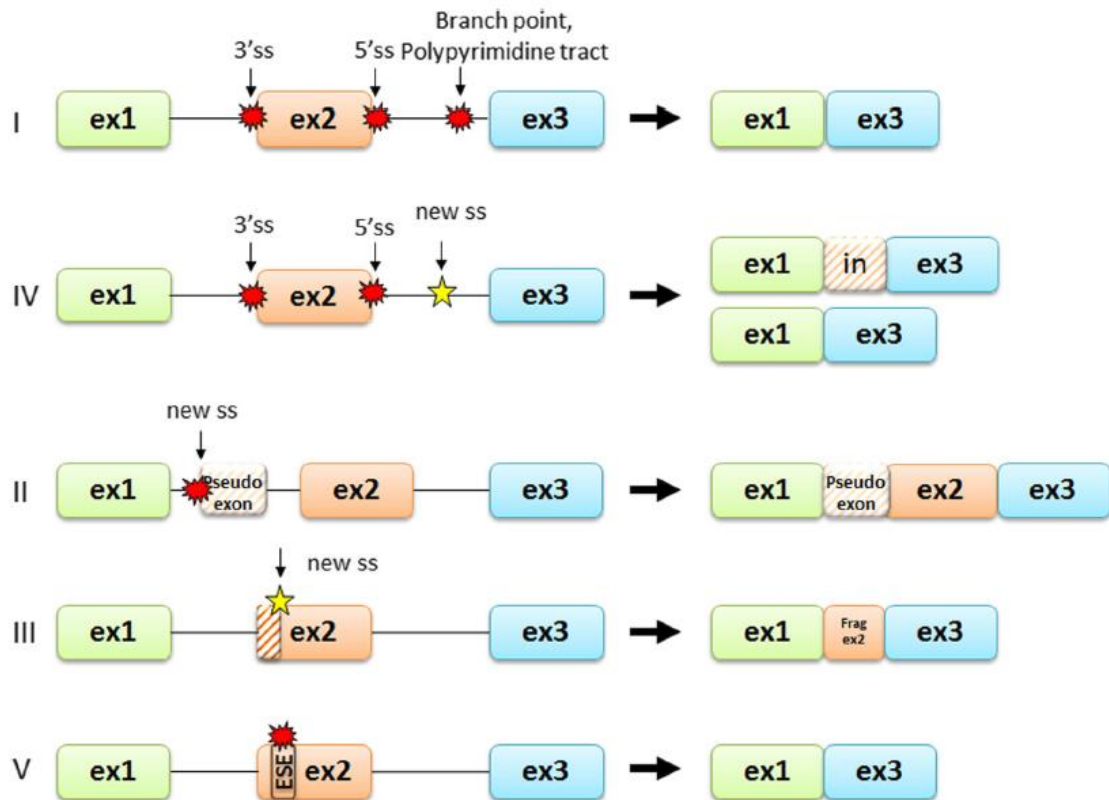 Branch point,
3'ss 5'ss Polypyrimidine tract
I ex1 ex2 ex3 ex1 ex3
3'ss 5'ss new ss
IV ex1 ex2 ex3 ex1 in ex3
ex1 ex3
new ss
II ex1 Pseudo exon ex2 ex3 ex1 Pseudo exon ex2 ex3
new ss
III ex1 ex2 ex3 ex1 Frag ex2 ex3
V ex1 ESE ex2 ex3 ex1 ex3